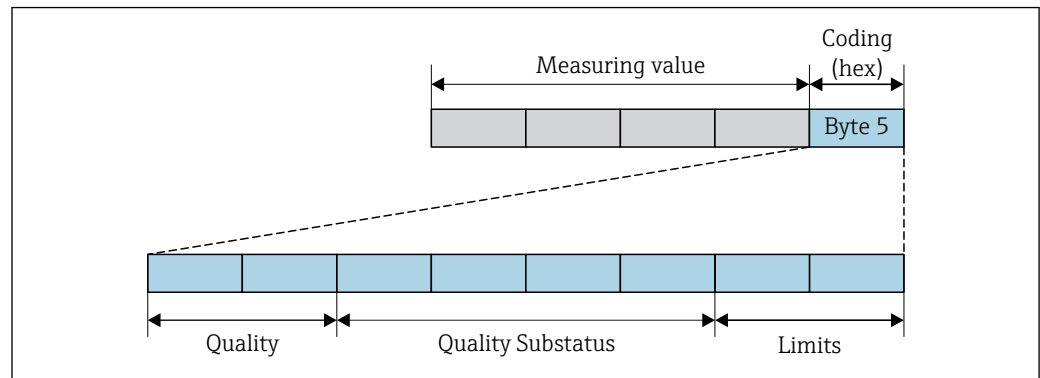 Coding
(hex)
Measuring value
Byte 5
Quality
Quality Substatus
Limits